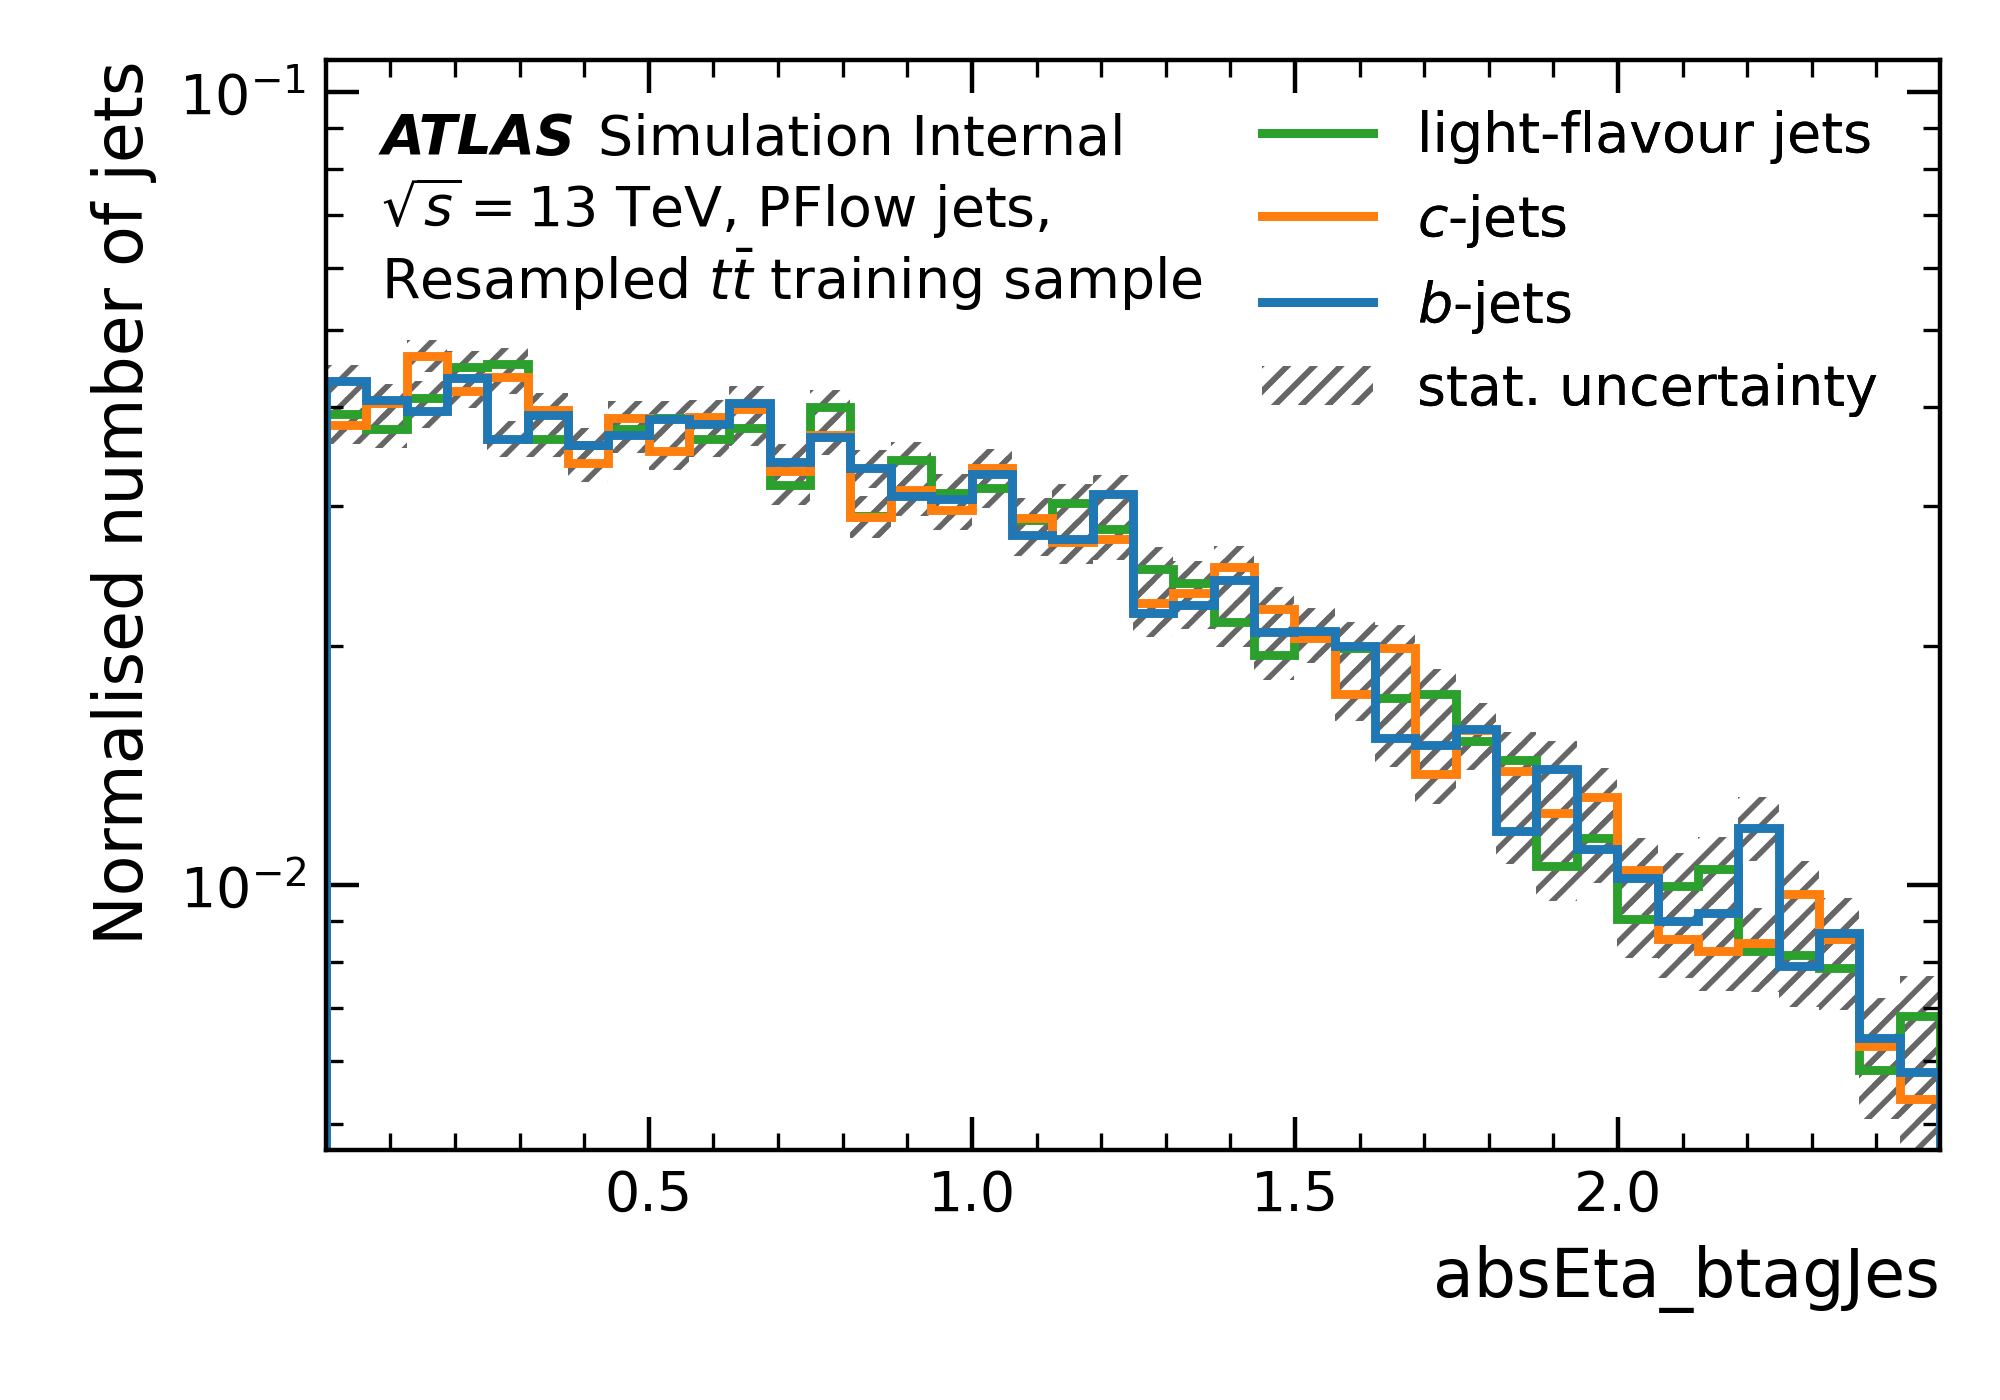 Normalised number of jets
10⁻¹
10⁻²
ATLAS Simulation Internal
√s = 13 TeV, PFlow jets,
Resampled tt̄ training sample
light-flavour jets
c-jets
b-jets
stat. uncertainty
0.5 1.0 1.5 2.0
absEta_btagJes